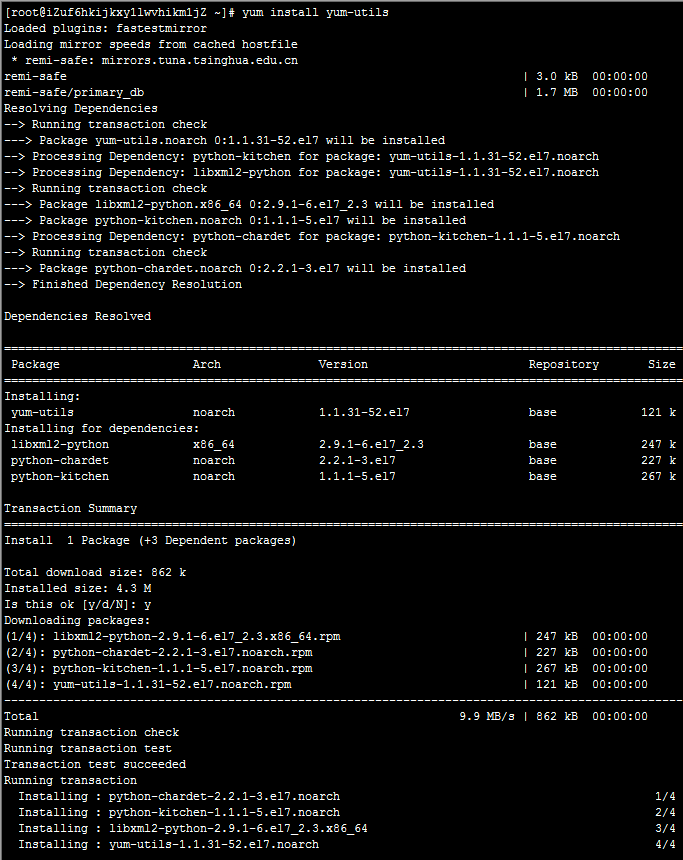 [root@iZuf6hkijkxy1lwvhikm1jZ ~]# yum install yum-utils
Loaded plugins: fastestmirror
Loading mirror speeds from cached hostfile
 * remi-safe: mirrors.tuna.tsinghua.edu.cn
remi-safe | 3.0 kB 00:00:00
remi-safe/primary_db | 1.7 MB 00:00:00
Resolving Dependencies
--> Running transaction check
---> Package yum-utils.noarch 0:1.1.31-52.el7 will be installed
--> Processing Dependency: python-kitchen for package: yum-utils-1.1.31-52.el7.noarch
--> Processing Dependency: libxml2-python for package: yum-utils-1.1.31-52.el7.noarch
--> Running transaction check
---> Package libxml2-python.x86_64 0:2.9.1-6.el7_2.3 will be installed
---> Package python-kitchen.noarch 0:1.1.1-5.el7 will be installed
--> Processing Dependency: python-chardet for package: python-kitchen-1.1.1-5.el7.noarch
--> Running transaction check
---> Package python-chardet.noarch 0:2.2.1-3.el7 will be installed
--> Finished Dependency Resolution
Dependencies Resolved
Package Arch Version Repository Size
Installing:
yum-utils noarch 1.1.31-52.el7 base 121 k
Installing for dependencies:
libxml2-python x86_64 2.9.1-6.el7_2.3 base 247 k
python-chardet noarch 2.2.1-3.el7 base 227 k
python-kitchen noarch 1.1.1-5.el7 base 267 k
Transaction Summary
Install 1 Package (+3 Dependent packages)
Total download size: 862 k
Installed size: 4.3 M
Is this ok [y/d/N]: y
Downloading packages:
(1/4): libxml2-python-2.9.1-6.el7_2.3.x86_64.rpm | 247 kB 00:00:00
(2/4): python-chardet-2.2.1-3.el7.noarch.rpm | 227 kB 00:00:00
(3/4): python-kitchen-1.1.1-5.el7.noarch.rpm | 267 kB 00:00:00
(4/4): yum-utils-1.1.31-52.el7.noarch.rpm | 121 kB 00:00:00
Total 9.9 MB/s | 862 kB 00:00:00
Running transaction check
Running transaction test
Transaction test succeeded
Running transaction
Installing : python-chardet-2.2.1-3.el7.noarch 1/4
Installing : python-kitchen-1.1.1-5.el7.noarch 2/4
Installing : libxml2-python-2.9.1-6.el7_2.3.x86_64 3/4
Installing : yum-utils-1.1.31-52.el7.noarch 4/4